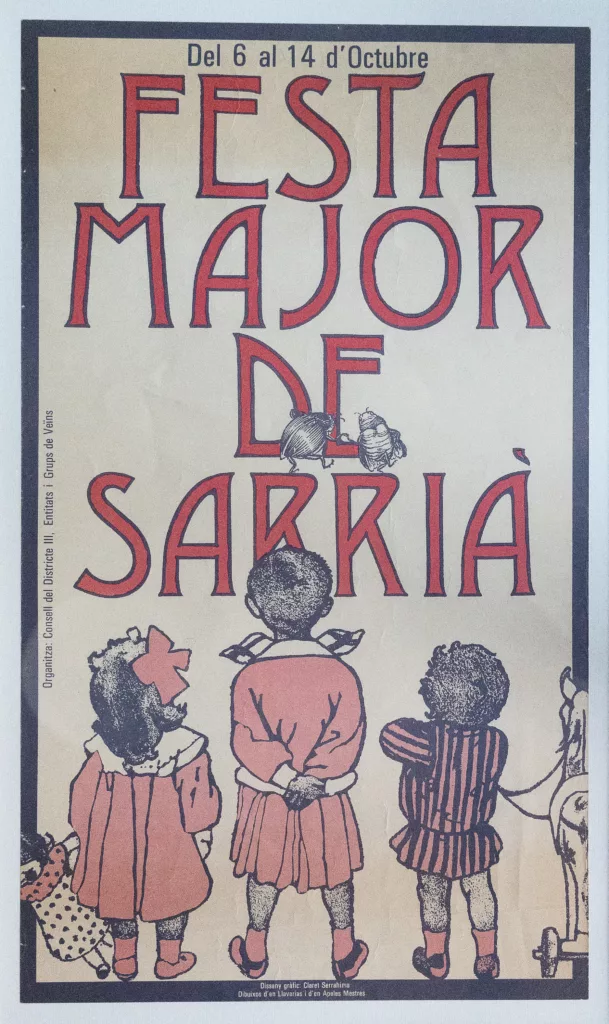 Del 6 al 14 d'Octubre
FESTA
MAJOR
DE
SARRIÀ
Organitza: Consell del Districte III, Entitats i Grups de Veïns
Disseny gràfic: Claret Serrahima
Dibuixos d'en Llaverias i d'en Apeles Mestres